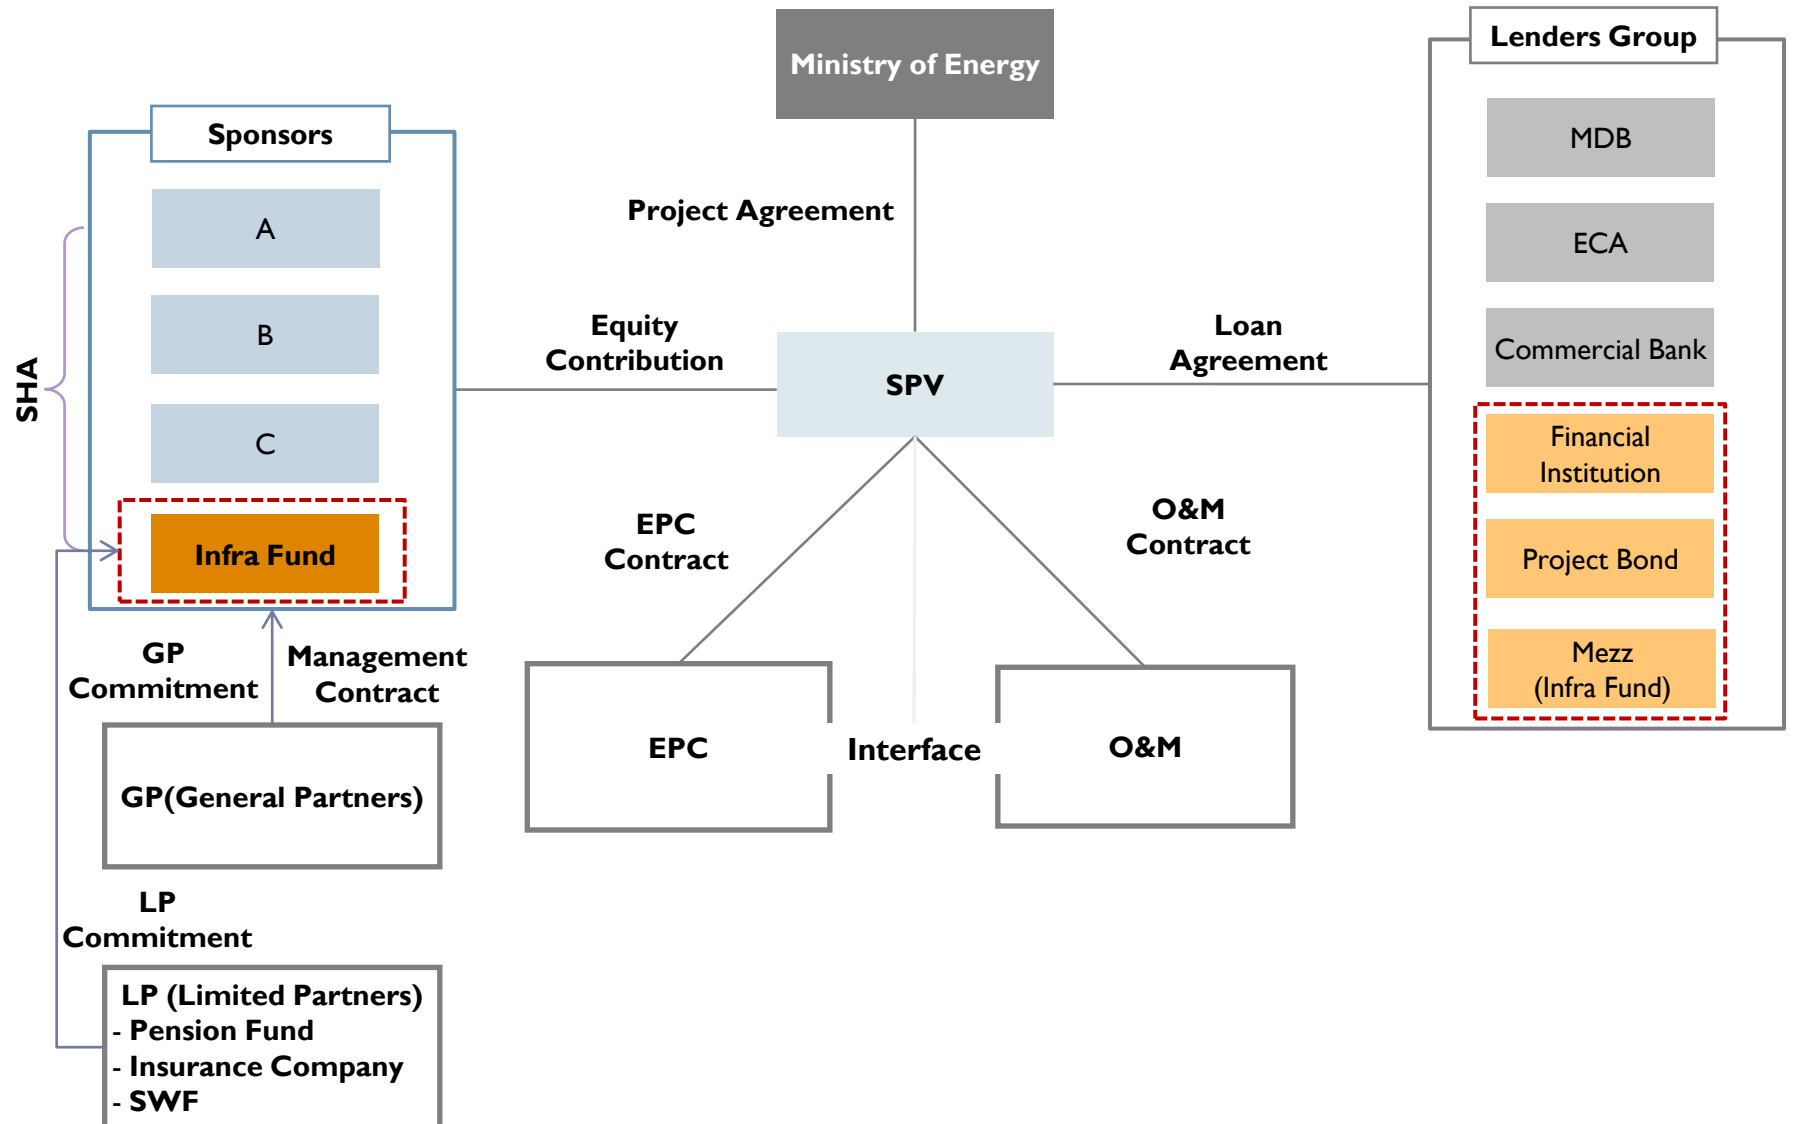 Ministry of Energy
Lenders Group
Sponsors
MDB
A
Project Agreement
ECA
B
Equity
Contribution
Loan
Agreement
Commercial Bank
SHA
SPV
C
Financial
Institution
EPC
Contract
O&M
Contract
Infra Fund
Project Bond
GP
Commitment
Management
Contract
Mezz
(Infra Fund)
EPC
Interface
O&M
GP(General Partners)
LP
Commitment
LP (Limited Partners)
- Pension Fund
- Insurance Company
- SWF